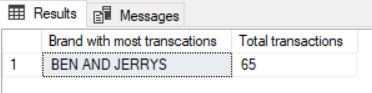 Results Messages
Brand with most transcations Total transactions
1 BEN AND JERRYS 65